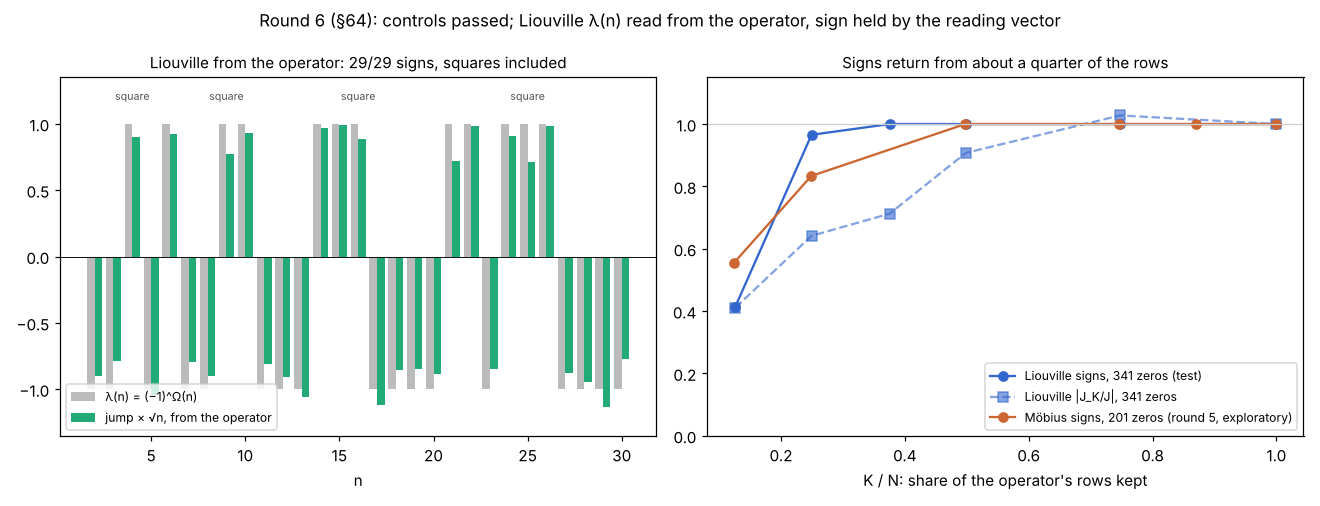 Round 6 (§64): controls passed; Liouville λ(n) read from the operator, sign held by the reading vector
Liouville from the operator: 29/29 signs, squares included
square
square
square
square
1.0
0.5
0.0
−0.5
−1.0
λ(n) = (−1)^Ω(n)
jump × √n, from the operator
5
10
15
20
25
30
n
Signs return from about a quarter of the rows
1.0
0.8
0.6
0.4
0.2
0.0
Liouville signs, 341 zeros (test)
Liouville |J_K/J|, 341 zeros
Möbius signs, 201 zeros (round 5, exploratory)
0.2
0.4
0.6
0.8
1.0
K / N: share of the operator's rows kept